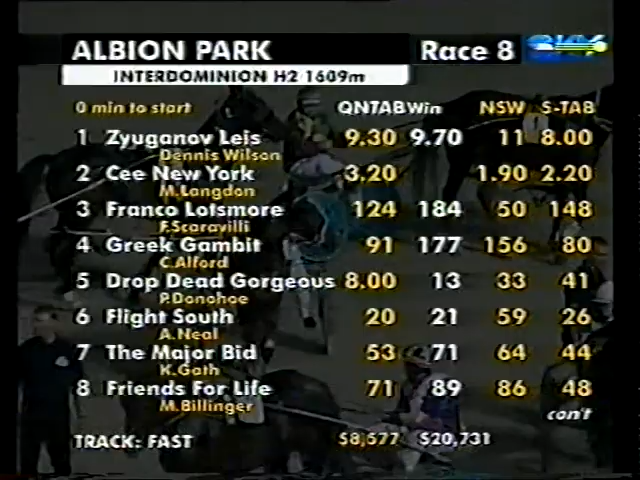 ALBION PARK Race 8
INTERDOMINION H2 1609m
0 min to start QNTAB Win NSW S-TAB
1 Zyuganov Leis 9.30 9.70 11 8.00
Dennis Wilson
2 Cee New York 3.20 1.90 2.20
M.Langdon
3 Franco Lotsmore 124 184 50 148
F.Scaravilli
4 Greek Gambit 91 177 156 80
C.Alford
5 Drop Dead Gorgeous 8.00 13 33 41
P.Donohoe
6 Flight South 20 21 59 26
A.Neal
7 The Major Bid 53 71 64 44
K.Gath
8 Friends For Life 71 89 86 48
M.Billinger
con't
TRACK: FAST $8,577 $20,731